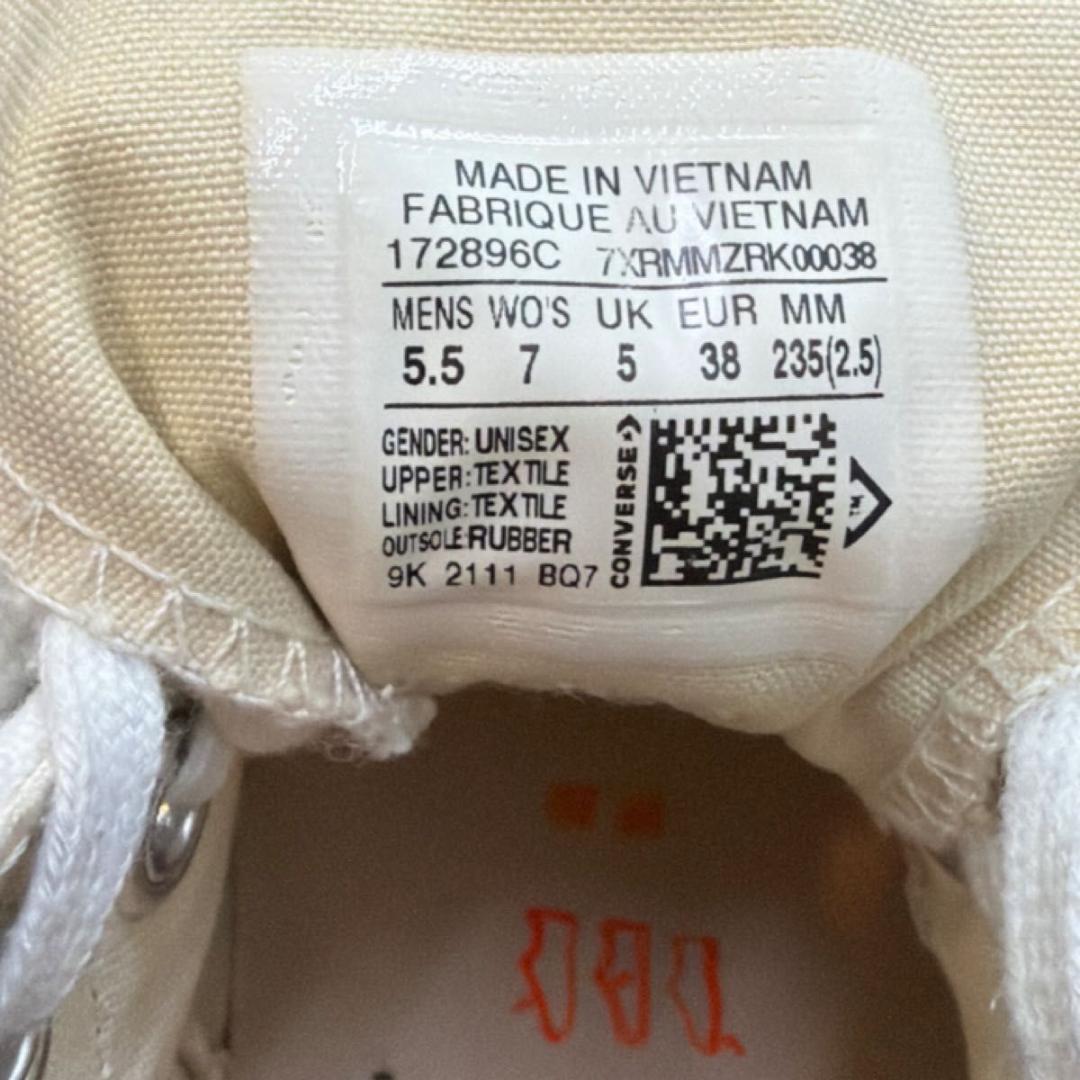 MADE IN VIETNAM
FABRIQUE AU VIETNAM
172896C 7XRMMZRK00038
MENS WO'S UK EUR MM
5.5 7 5 38 235(2.5)
GENDER: UNISEX
UPPER: TEXTILE
LINING: TEXTILE
OUTSOLE: RUBBER
9K 2111 BQ7
CONVERSE
TM